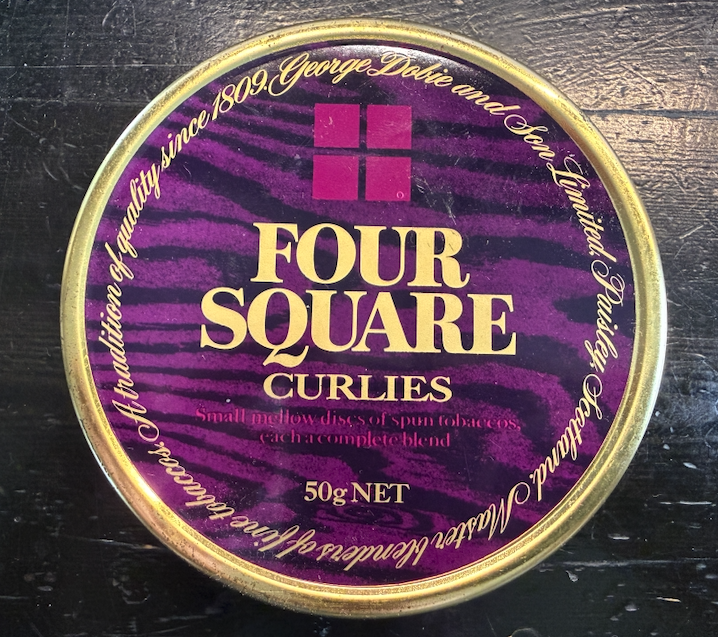 George Dobie and Son Limited, Paisley, Scotland. Master blenders of fine tobaccos. A tradition of quality since 1809.
FOUR
SQUARE
CURLIES
Small mellow discs of spun tobaccos,
each a complete blend
50g NET